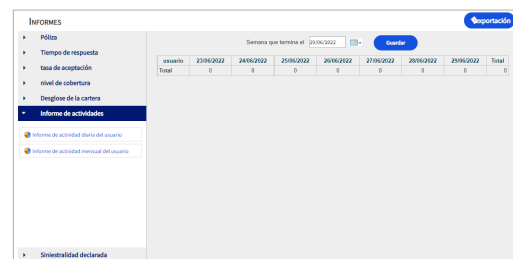 INFORMES
exportación
Póliza
Tiempo de respuesta
tasa de aceptación
nivel de cobertura
Desglose de la cartera
Informe de actividades
Informe de actividad diaria del usuario
Informe de actividad mensual del usuario
Siniestralidad declarada
Semana que termina el 29/06/2022 Guardar
usuario 23/06/2022 24/06/2022 25/06/2022 26/06/2022 27/06/2022 28/06/2022 29/06/2022 Total
Total 0 0 0 0 0 0 0 0